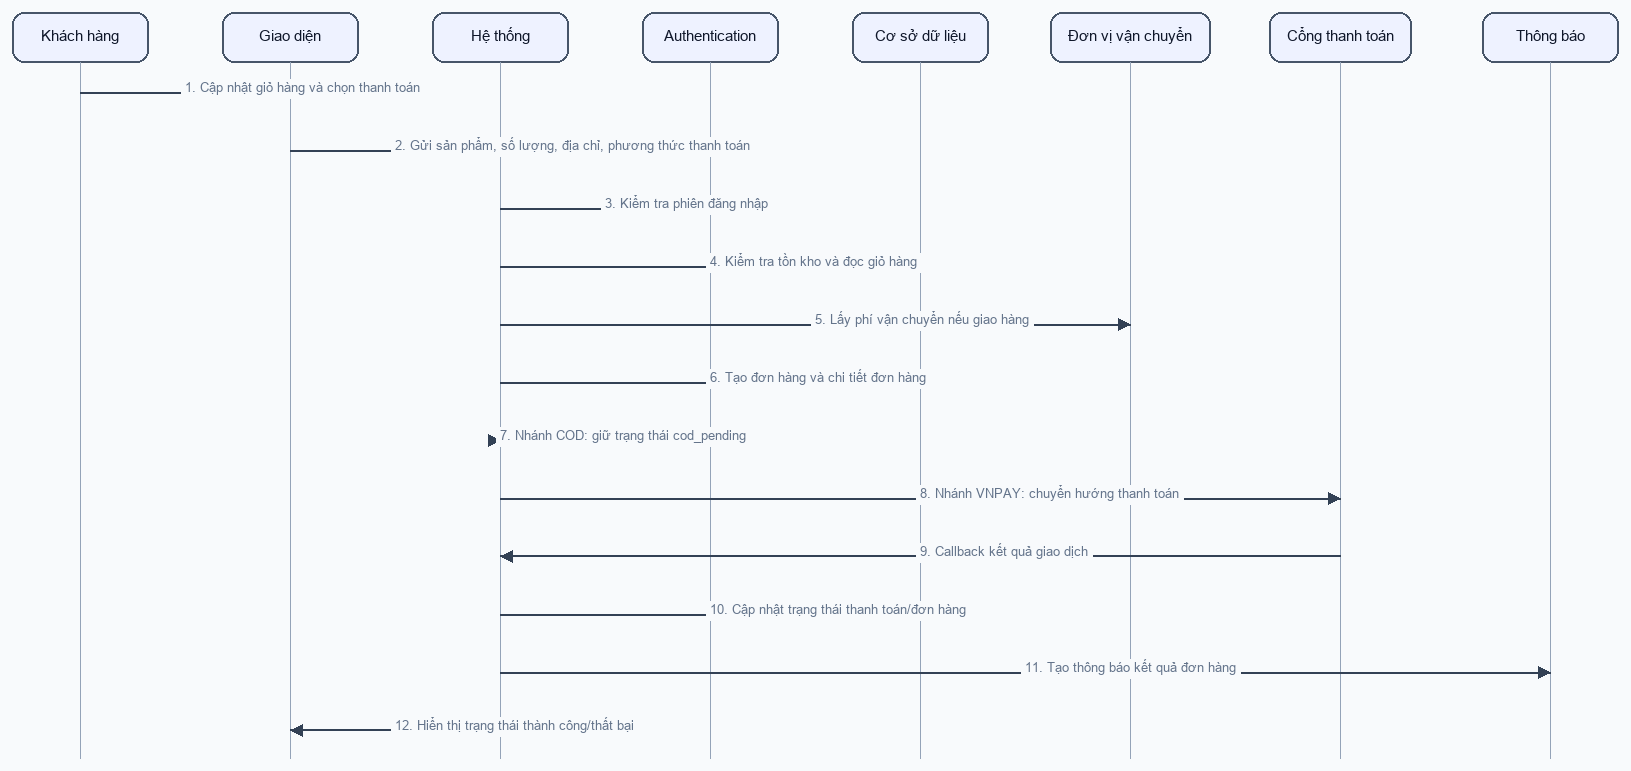 Khách hàng
Giao diện
Hệ thống
Authentication
Cơ sở dữ liệu
Đơn vị vận chuyển
Cổng thanh toán
Thông báo
1. Cập nhật giỏ hàng và chọn thanh toán
2. Gửi sản phẩm, số lượng, địa chỉ, phương thức thanh toán
3. Kiểm tra phiên đăng nhập
4. Kiểm tra tồn kho và đọc giỏ hàng
5. Lấy phí vận chuyển nếu giao hàng
6. Tạo đơn hàng và chi tiết đơn hàng
7. Nhánh COD: giữ trạng thái cod_pending
8. Nhánh VNPAY: chuyển hướng thanh toán
9. Callback kết quả giao dịch
10. Cập nhật trạng thái thanh toán/đơn hàng
11. Tạo thông báo kết quả đơn hàng
12. Hiển thị trạng thái thành công/thất bại